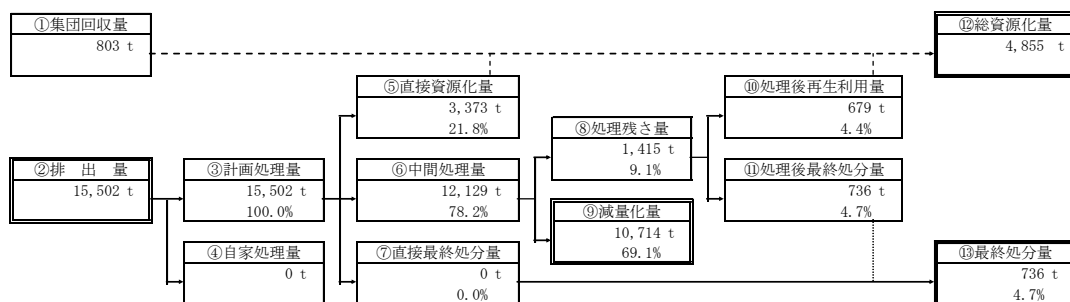 ①集団回収量
803 t
⑫総資源化量
4,855 t
⑤直接資源化量
3,373 t
21.8%
⑩処理後再生利用量
679 t
4.4%
⑧処理残さ量
1,415 t
9.1%
②排 出 量
15,502 t
③計画処理量
15,502 t
100.0%
⑥中間処理量
12,129 t
78.2%
⑪処理後最終処分量
736 t
4.7%
⑨減量化量
10,714 t
69.1%
④自家処理量
0 t
⑦直接最終処分量
0 t
0.0%
⑬最終処分量
736 t
4.7%